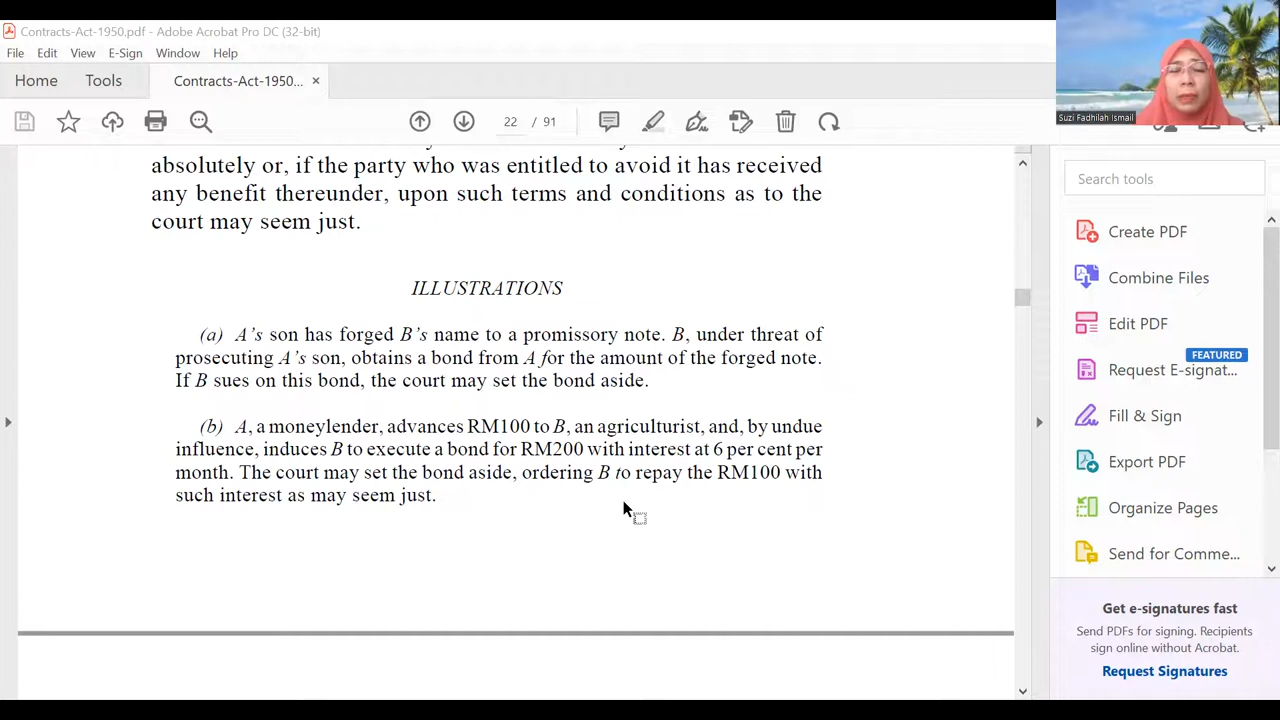 Contracts-Act-1950.pdf - Adobe Acrobat Pro DC (32-bit)
File Edit View E-Sign Window Help
Home Tools Contracts-Act-1950... ×
22 / 91
Suzi Fadhilah Ismail
absolutely or, if the party who was entitled to avoid it has received
any benefit thereunder, upon such terms and conditions as to the
court may seem just.
ILLUSTRATIONS
(a) A's son has forged B's name to a promissory note. B, under threat of
prosecuting A's son, obtains a bond from A for the amount of the forged note.
If B sues on this bond, the court may set the bond aside.
(b) A, a moneylender, advances RM100 to B, an agriculturist, and, by undue
influence, induces B to execute a bond for RM200 with interest at 6 per cent per
month. The court may set the bond aside, ordering B to repay the RM100 with
such interest as may seem just.
Search tools
Create PDF
Combine Files
Edit PDF
FEATURED
Request E-signat...
Fill & Sign
Export PDF
Organize Pages
Send for Comme...
Get e-signatures fast
Send PDFs for signing. Recipients
sign online without Acrobat.
Request Signatures